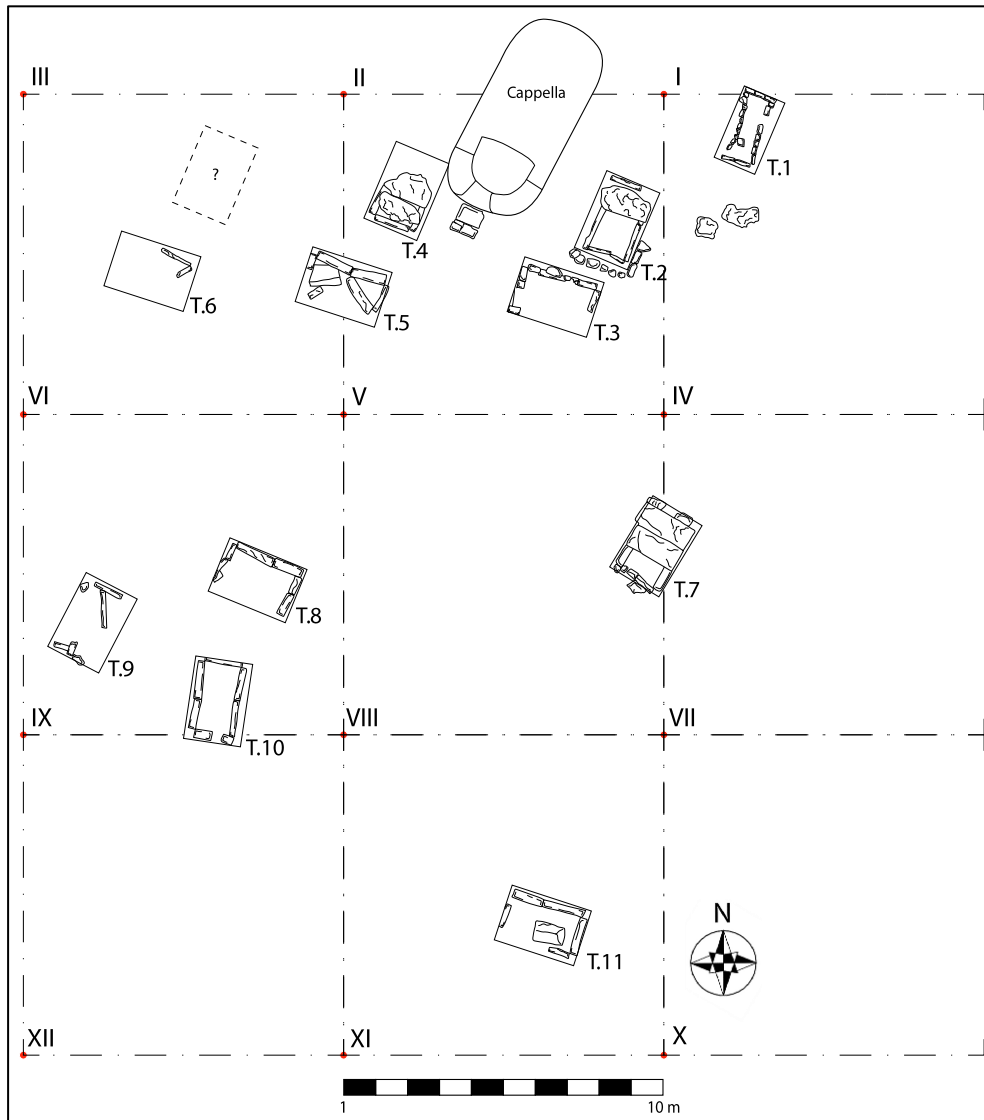 III
II
I
Cappella
?
T.1
T.4
T.2
T.6
T.5
T.3
VI
V
IV
T.7
T.8
T.9
IX
VIII
VII
T.10
N
T.11
XII
XI
X
1
10 m